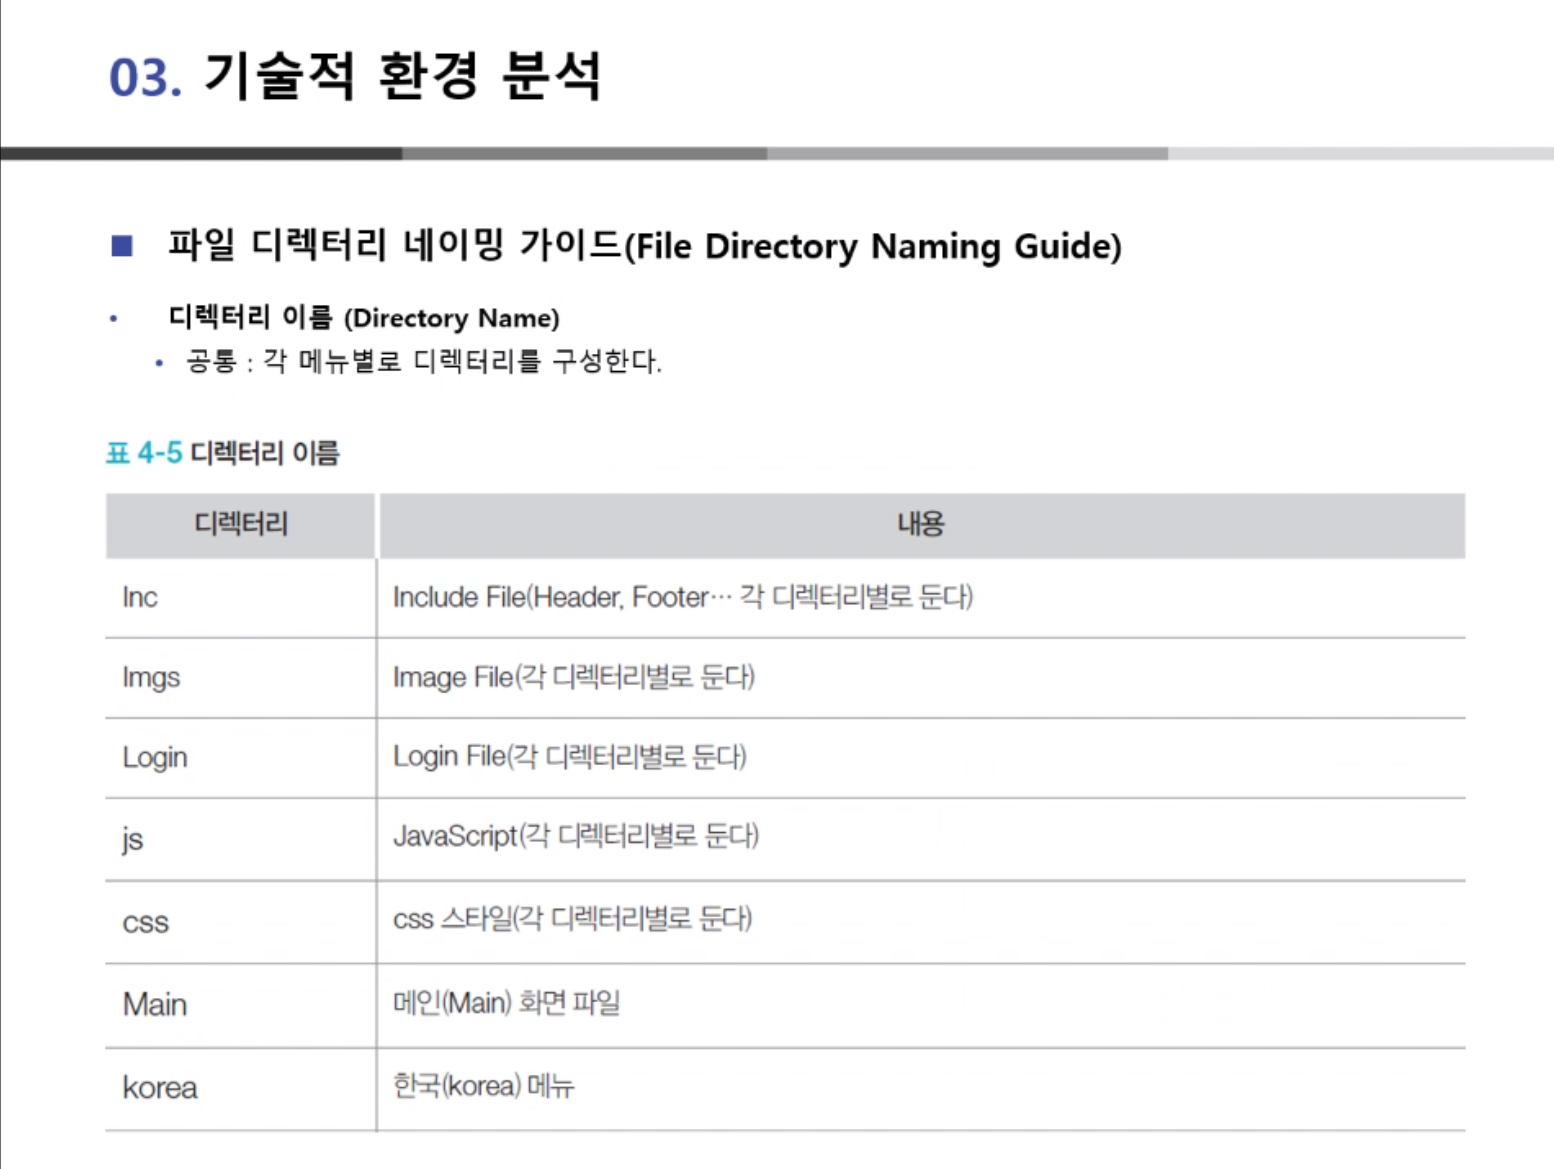 03. 기술적 환경 분석
■ 파일 디렉터리 네이밍 가이드(File Directory Naming Guide)
• 디렉터리 이름 (Directory Name)
• 공통 : 각 메뉴별로 디렉터리를 구성한다.
표 4-5 디렉터리 이름
디렉터리 내용
Inc Include File(Header, Footer··· 각 디렉터리별로 둔다)
Imgs Image File(각 디렉터리별로 둔다)
Login Login File(각 디렉터리별로 둔다)
js JavaScript(각 디렉터리별로 둔다)
css css 스타일(각 디렉터리별로 둔다)
Main 메인(Main) 화면 파일
korea 한국(korea) 메뉴